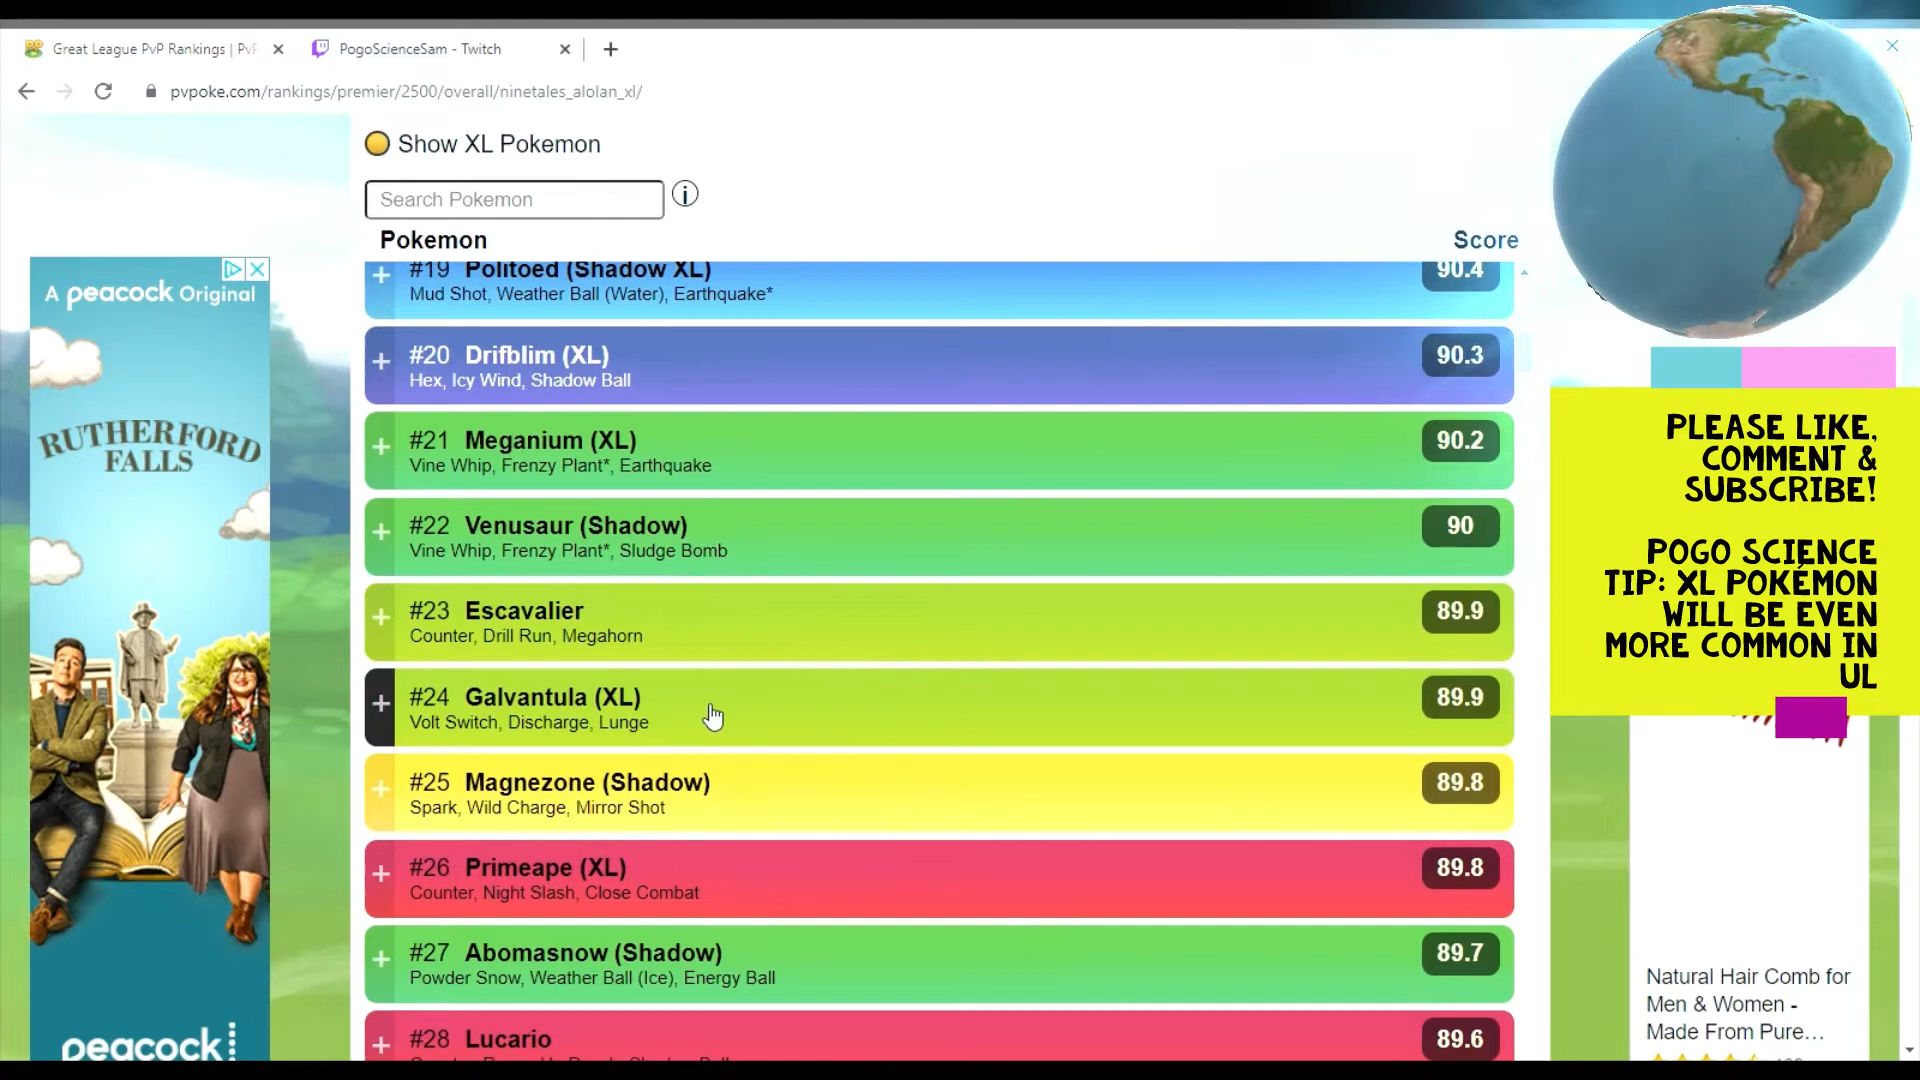 Great League PvP Rankings | PvP
PogoScienceSam - Twitch
pvpoke.com/rankings/premier/2500/overall/ninetales_alolan_xl/
Show XL Pokemon
Search Pokemon
i
Pokemon
Score
#19 Politoed (Shadow XL)
90.4
Mud Shot, Weather Ball (Water), Earthquake*
#20 Drifblim (XL)
90.3
Hex, Icy Wind, Shadow Ball
#21 Meganium (XL)
90.2
Vine Whip, Frenzy Plant*, Earthquake
#22 Venusaur (Shadow)
90
Vine Whip, Frenzy Plant*, Sludge Bomb
#23 Escavalier
89.9
Counter, Drill Run, Megahorn
#24 Galvantula (XL)
89.9
Volt Switch, Discharge, Lunge
#25 Magnezone (Shadow)
89.8
Spark, Wild Charge, Mirror Shot
#26 Primeape (XL)
89.8
Counter, Night Slash, Close Combat
#27 Abomasnow (Shadow)
89.7
Powder Snow, Weather Ball (Ice), Energy Ball
#28 Lucario
89.6
A peacock Original
RUTHERFORD
FALLS
peacock
PLEASE LIKE,
COMMENT &
SUBSCRIBE!
POGO SCIENCE
TIP: XL POKÉMON
WILL BE EVEN
MORE COMMON IN
UL
Natural Hair Comb for
Men & Women -
Made From Pure...